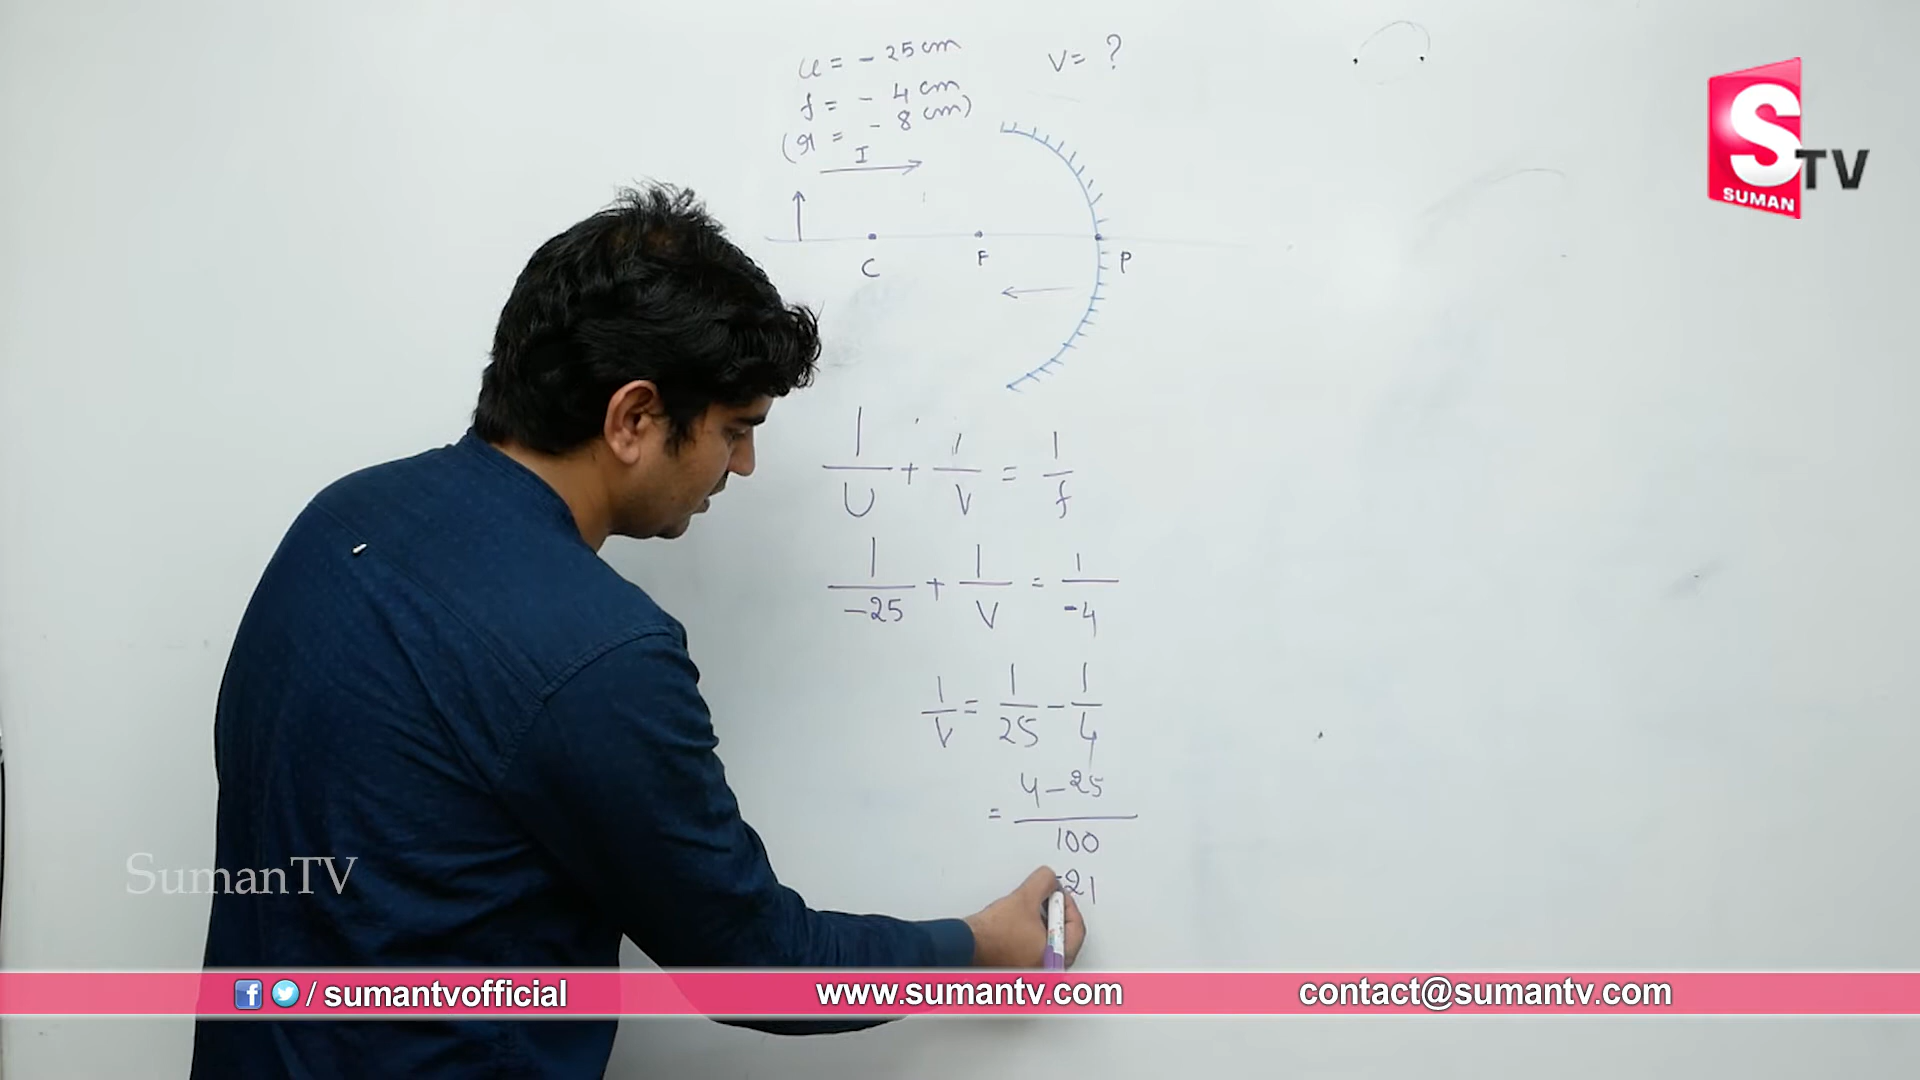 u = - 25 cm
v = ?
f = - 4 cm
(r = - 8 cm)
I
C
F
P
1/U + 1/V = 1/f
1/-25 + 1/V = 1/-4
1/V = 1/25 - 1/4
= 4-25/100
-21
S TV
SUMAN
SumanTV
f / sumantvofficial
www.sumantv.com
contact@sumantv.com